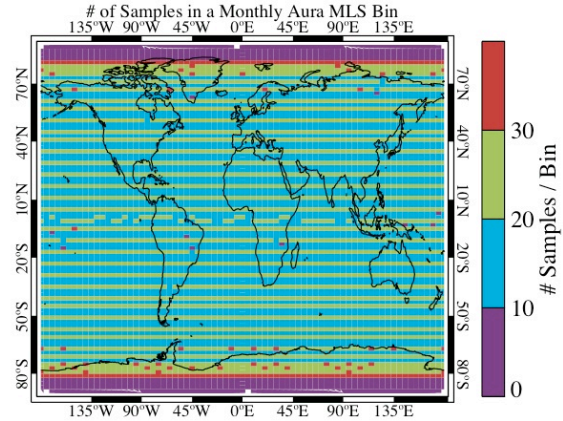 # of Samples in a Monthly Aura MLS Bin
135°W 90°W 45°W 0°E 45°E 90°E 135°E
70°N 70°N
40°N 40°N
10°N 10°N
20°S 20°S
50°S 50°S
80°S 80°S
135°W 90°W 45°W 0°E 45°E 90°E 135°E
30
20
10
0
# Samples / Bin